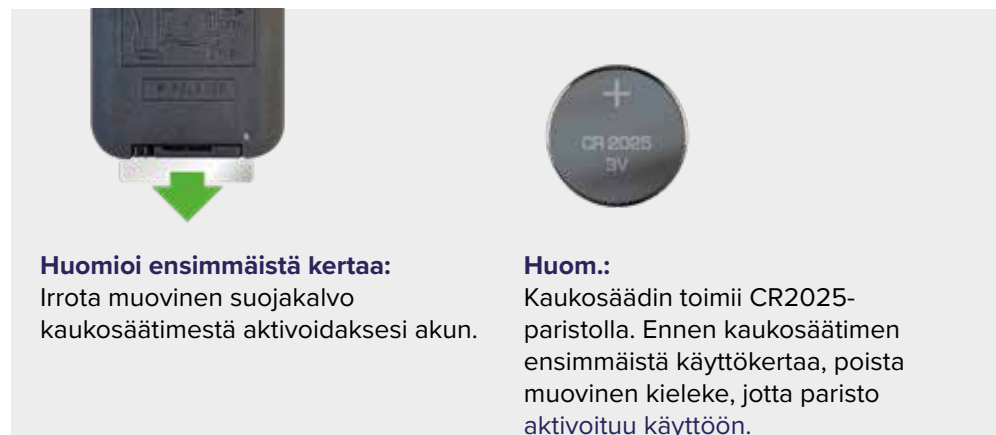 CR 2025
3V
Huomioi ensimmäistä kertaa:
Irrota muovinen suojakalvo
kaukosäätimestä aktivoidaksesi akun.
Huom.:
Kaukosäädin toimii CR2025-
paristolla. Ennen kaukosäätimen
ensimmäistä käyttökertaa, poista
muovinen kieleke, jotta paristo
aktivoituu käyttöön.